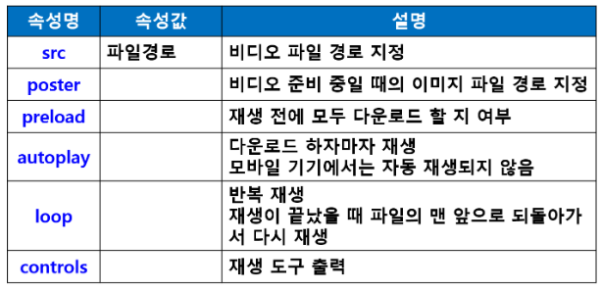 속성명 속성값 설명
src 파일경로 비디오 파일 경로 지정
poster 비디오 준비 중일 때의 이미지 파일 경로 지정
preload 재생 전에 모두 다운로드 할 지 여부
autoplay 다운로드 하자마자 재생
모바일 기기에서는 자동 재생되지 않음
loop 반복 재생
재생이 끝났을 때 파일의 맨 앞으로 되돌아가
서 다시 재생
controls 재생 도구 출력